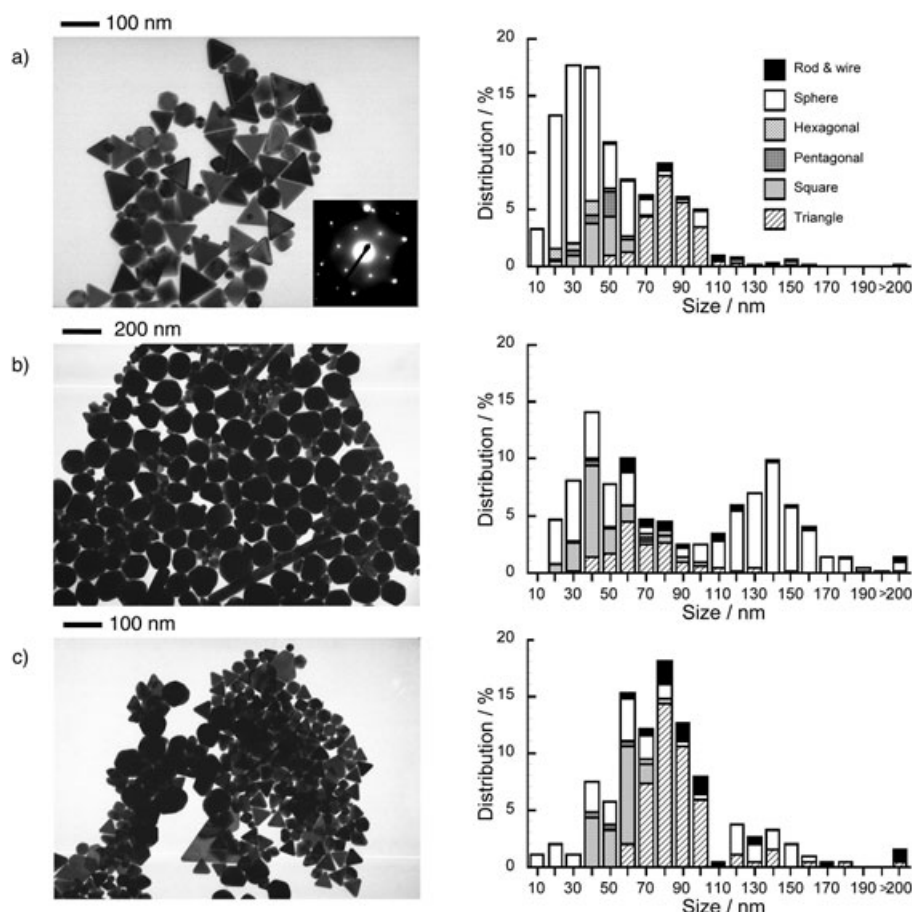 100 nm
a)
20
15
10
5
0
Distribution / %
Rod & wire
Sphere
Hexagonal
Pentagonal
Square
Triangle
10 30 50 70 90 110 130 150 170 190 >200
Size / nm
200 nm
b)
20
15
10
5
0
Distribution / %
10 30 50 70 90 110 130 150 170 190 >200
Size / nm
100 nm
c)
20
15
10
5
0
Distribution / %
10 30 50 70 90 110 130 150 170 190 >200
Size / nm